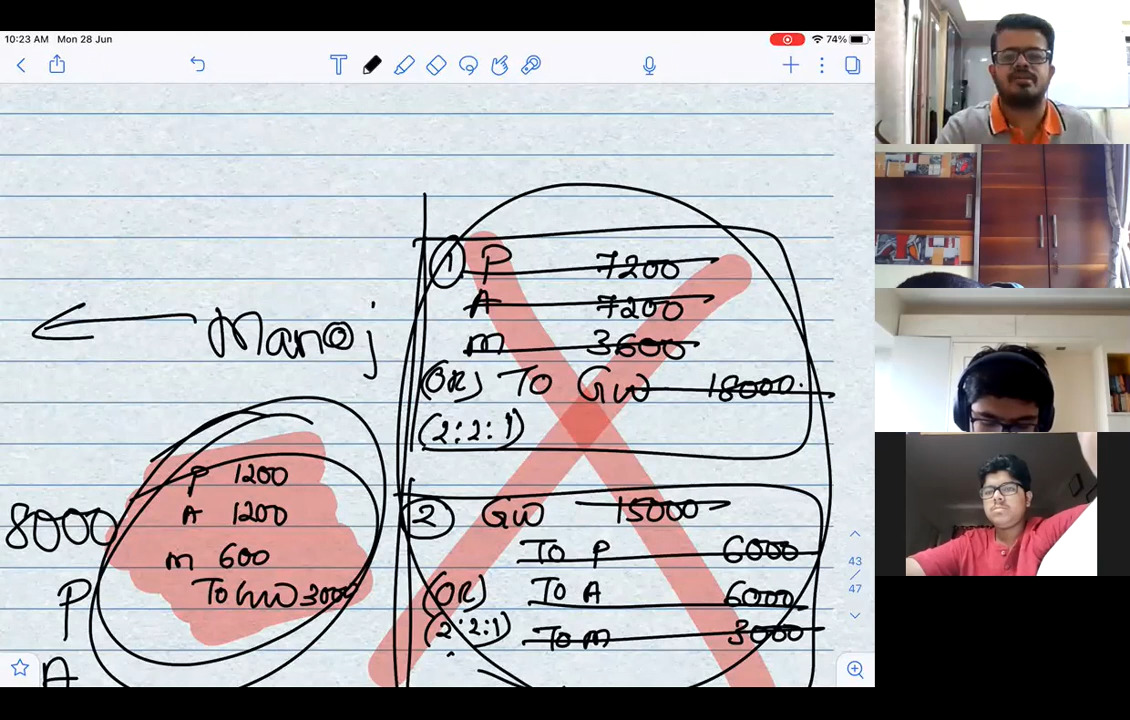 10:23 AM Mon 28 Jun
74%
T
1 P 7200
A 7200
m 3600
(OR) To GW 18000
(2:2:1)
Manoj
P 1200
A 1200
m 600
To GW 3000
8000
P
A
2 GW 15000
To P 6000
(OR) To A 6000
(2:2:1) To m 3000
43
/
47